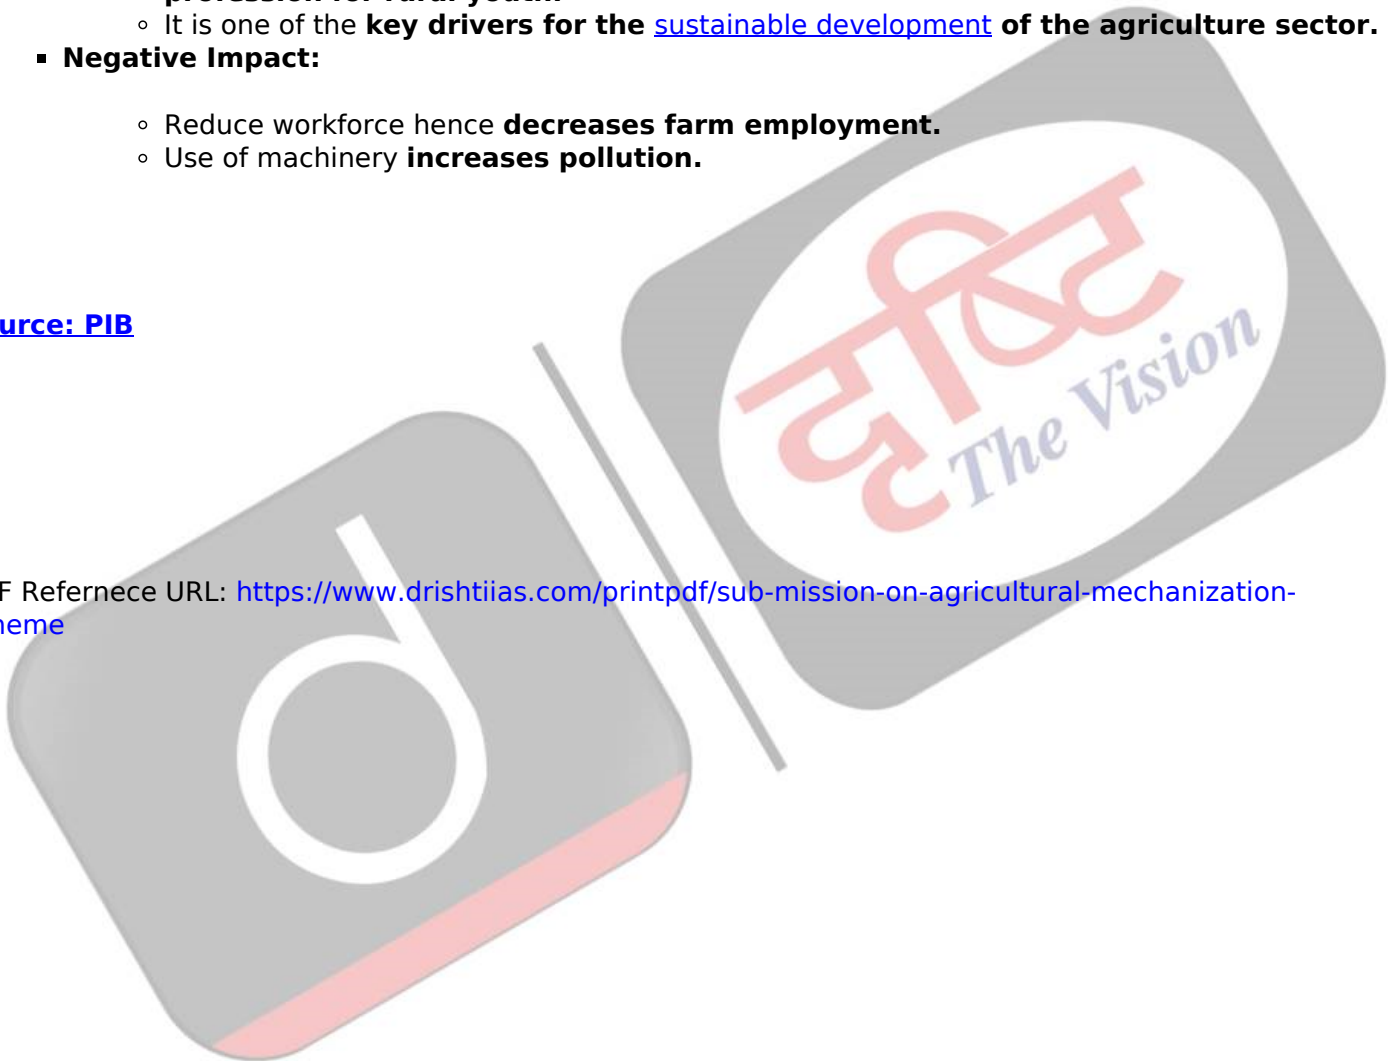 It is one of the key drivers for the sustainable development of the agriculture sector.
Negative Impact:
Reduce workforce hence decreases farm employment.
Use of machinery increases pollution.
urce: PIB
दृष्टि
The Vision
F Refernece URL: https://www.drishtiias.com/printpdf/sub-mission-on-agricultural-mechanization-
neme
d